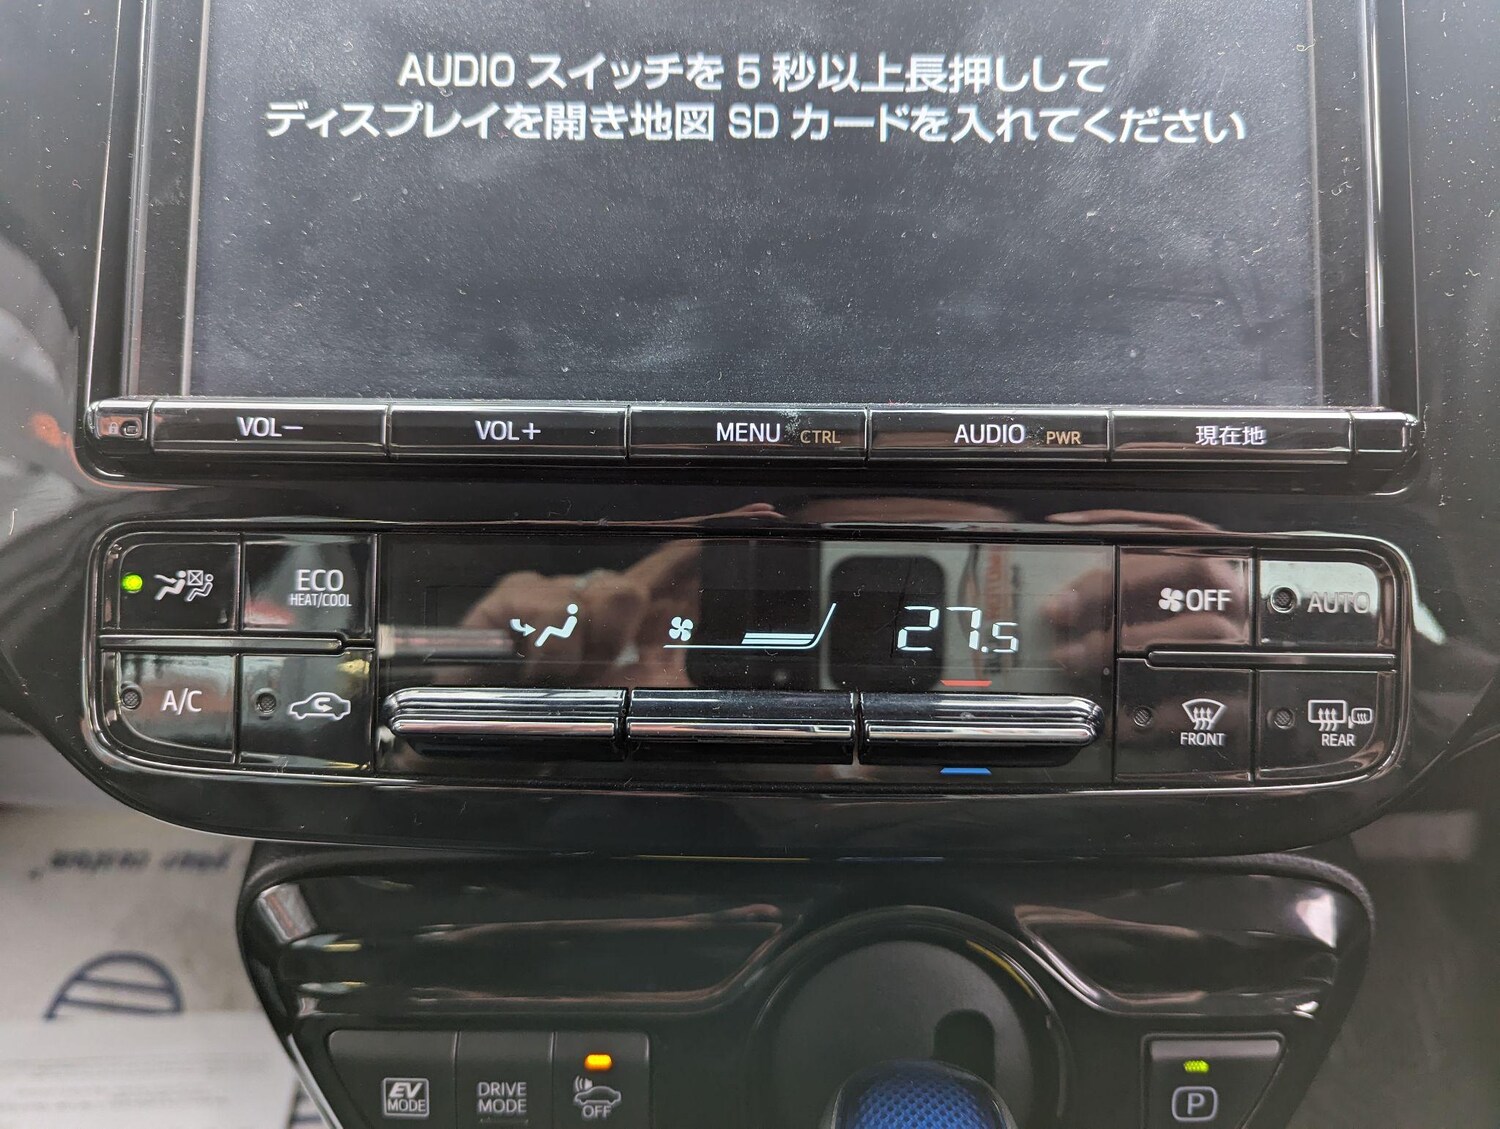 AUDIO スイッチを 5 秒以上長押しして
ディスプレイを開き地図 SD カードを入れてください
VOL−
VOL+
MENU CTRL
AUDIO PWR
現在地
ECO
HEAT/COOL
27.5
OFF
AUTO
A/C
FRONT
REAR
EV
MODE
DRIVE
MODE
OFF
P